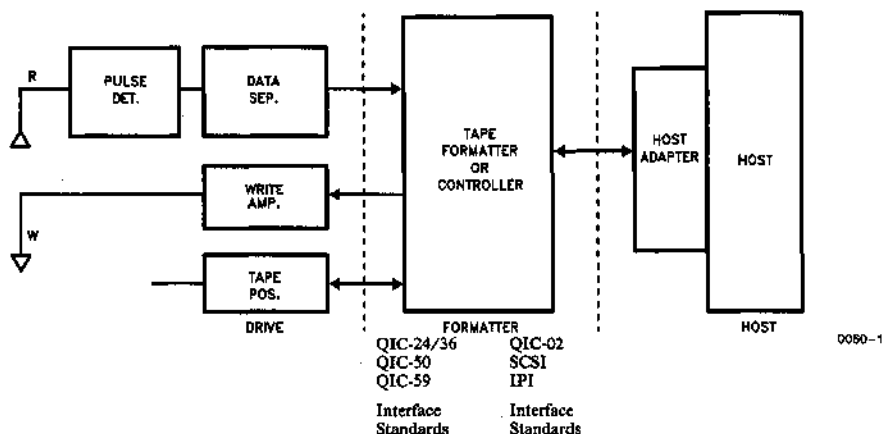 R
PULSE
DET.
DATA
SEP.
TAPE
FORMATTER
OR
CONTROLLER
HOST
ADAPTER
HOST
WRITE
AMP.
W
TAPE
POS.
DRIVE
FORMATTER
HOST
0080-1
QIC-24/36 QIC-02
QIC-50 SCSI
QIC-59 IPI
Interface Interface
Standards Standards